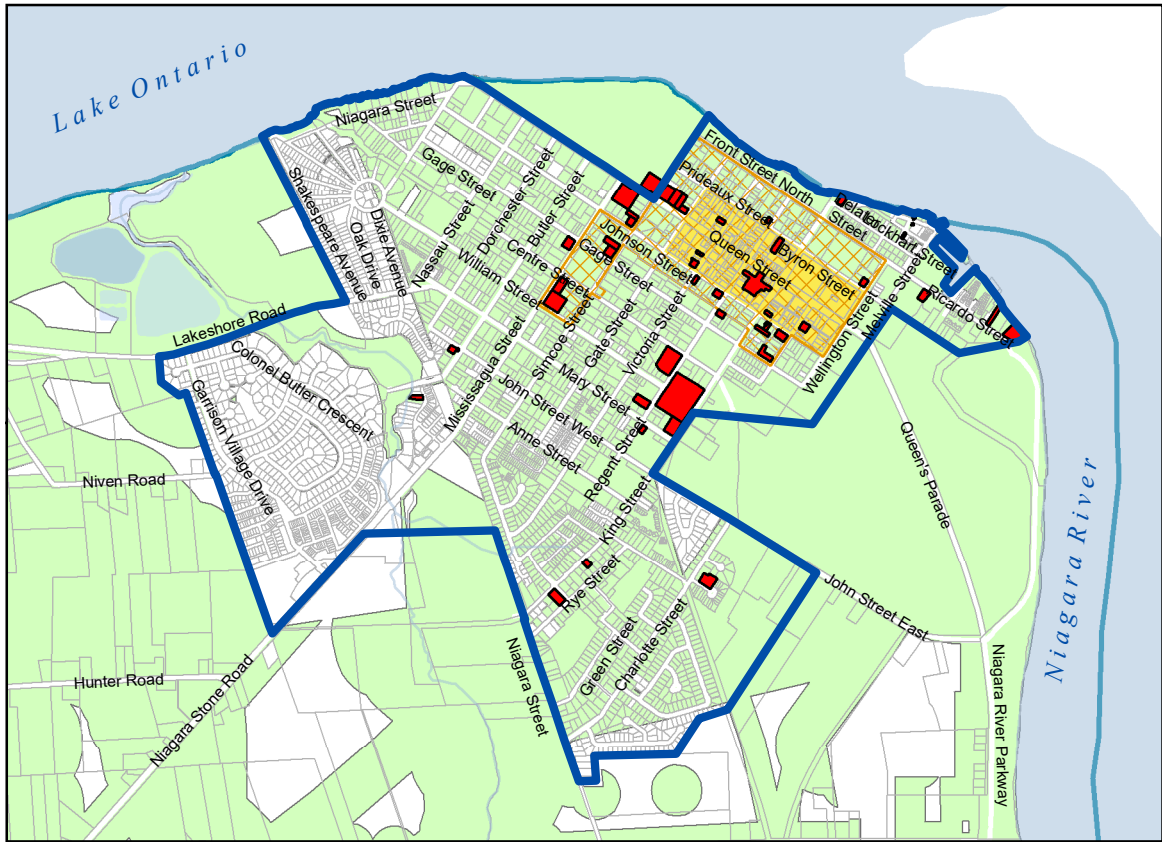 Lake Ontario
Niagara Street
Front Street North
Gage Street
Prideaux Street
Dorchester Street
Butler Street
Shakespeare Avenue
Oak Drive
Dixie Avenue
Nassau Street
Johnson Street
Queen Street
Byron Street
Street
Lockhart Street
Centre Street
Gage Street
William Street
Ricardo Street
Melville Street
Wellington Street
Lakeshore Road
Simcoe Street
Gate Street
Victoria Street
Mississagua Street
Colonel Butler Crescent
Garrison Village Drive
Mary Street
John Street West
Anne Street
Regent Street
King Street
Queen's Parade
Niagara River
Niven Road
Rye Street
John Street East
Green Street
Charlotte Street
Niagara Street
Hunter Road
Niagara Stone Road
Niagara River Parkway